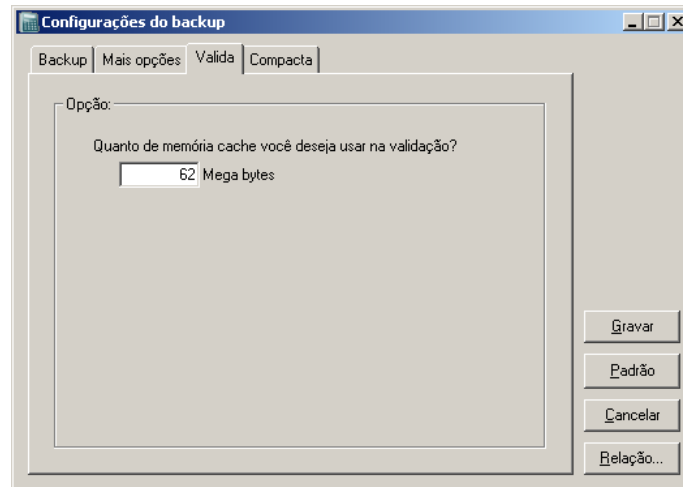 Configurações do backup
Backup Mais opções Valida Compacta
Opção:
Quanto de memória cache você deseja usar na validação?
62 Mega bytes
Gravar
Padrão
Cancelar
Relação...